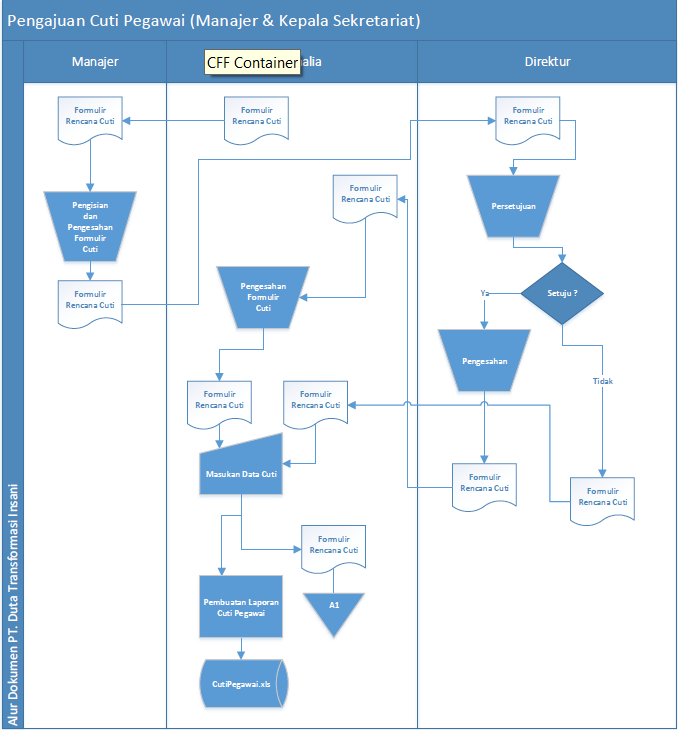 Pengajuan Cuti Pegawai (Manajer & Kepala Sekretariat)
Manajer
CFF Container
alia
Direktur
Formulir
Rencana Cuti
Formulir
Rencana Cuti
Formulir
Rencana Cuti
Pengisian
dan
Pengesahan
Formulir
Cuti
Formulir
Rencana Cuti
Persetujuan
Formulir
Rencana Cuti
Pengesahan
Formulir
Cuti
Ya
Setuju ?
Pengesahan
Tidak
Formulir
Rencana Cuti
Formulir
Rencana Cuti
Masukan Data Cuti
Formulir
Rencana Cuti
Formulir
Rencana Cuti
Formulir
Rencana Cuti
Pembuatan Laporan
Cuti Pegawai
A1
CutiPegawai.xls
Alur Dokumen PT. Duta Transformasi Insani